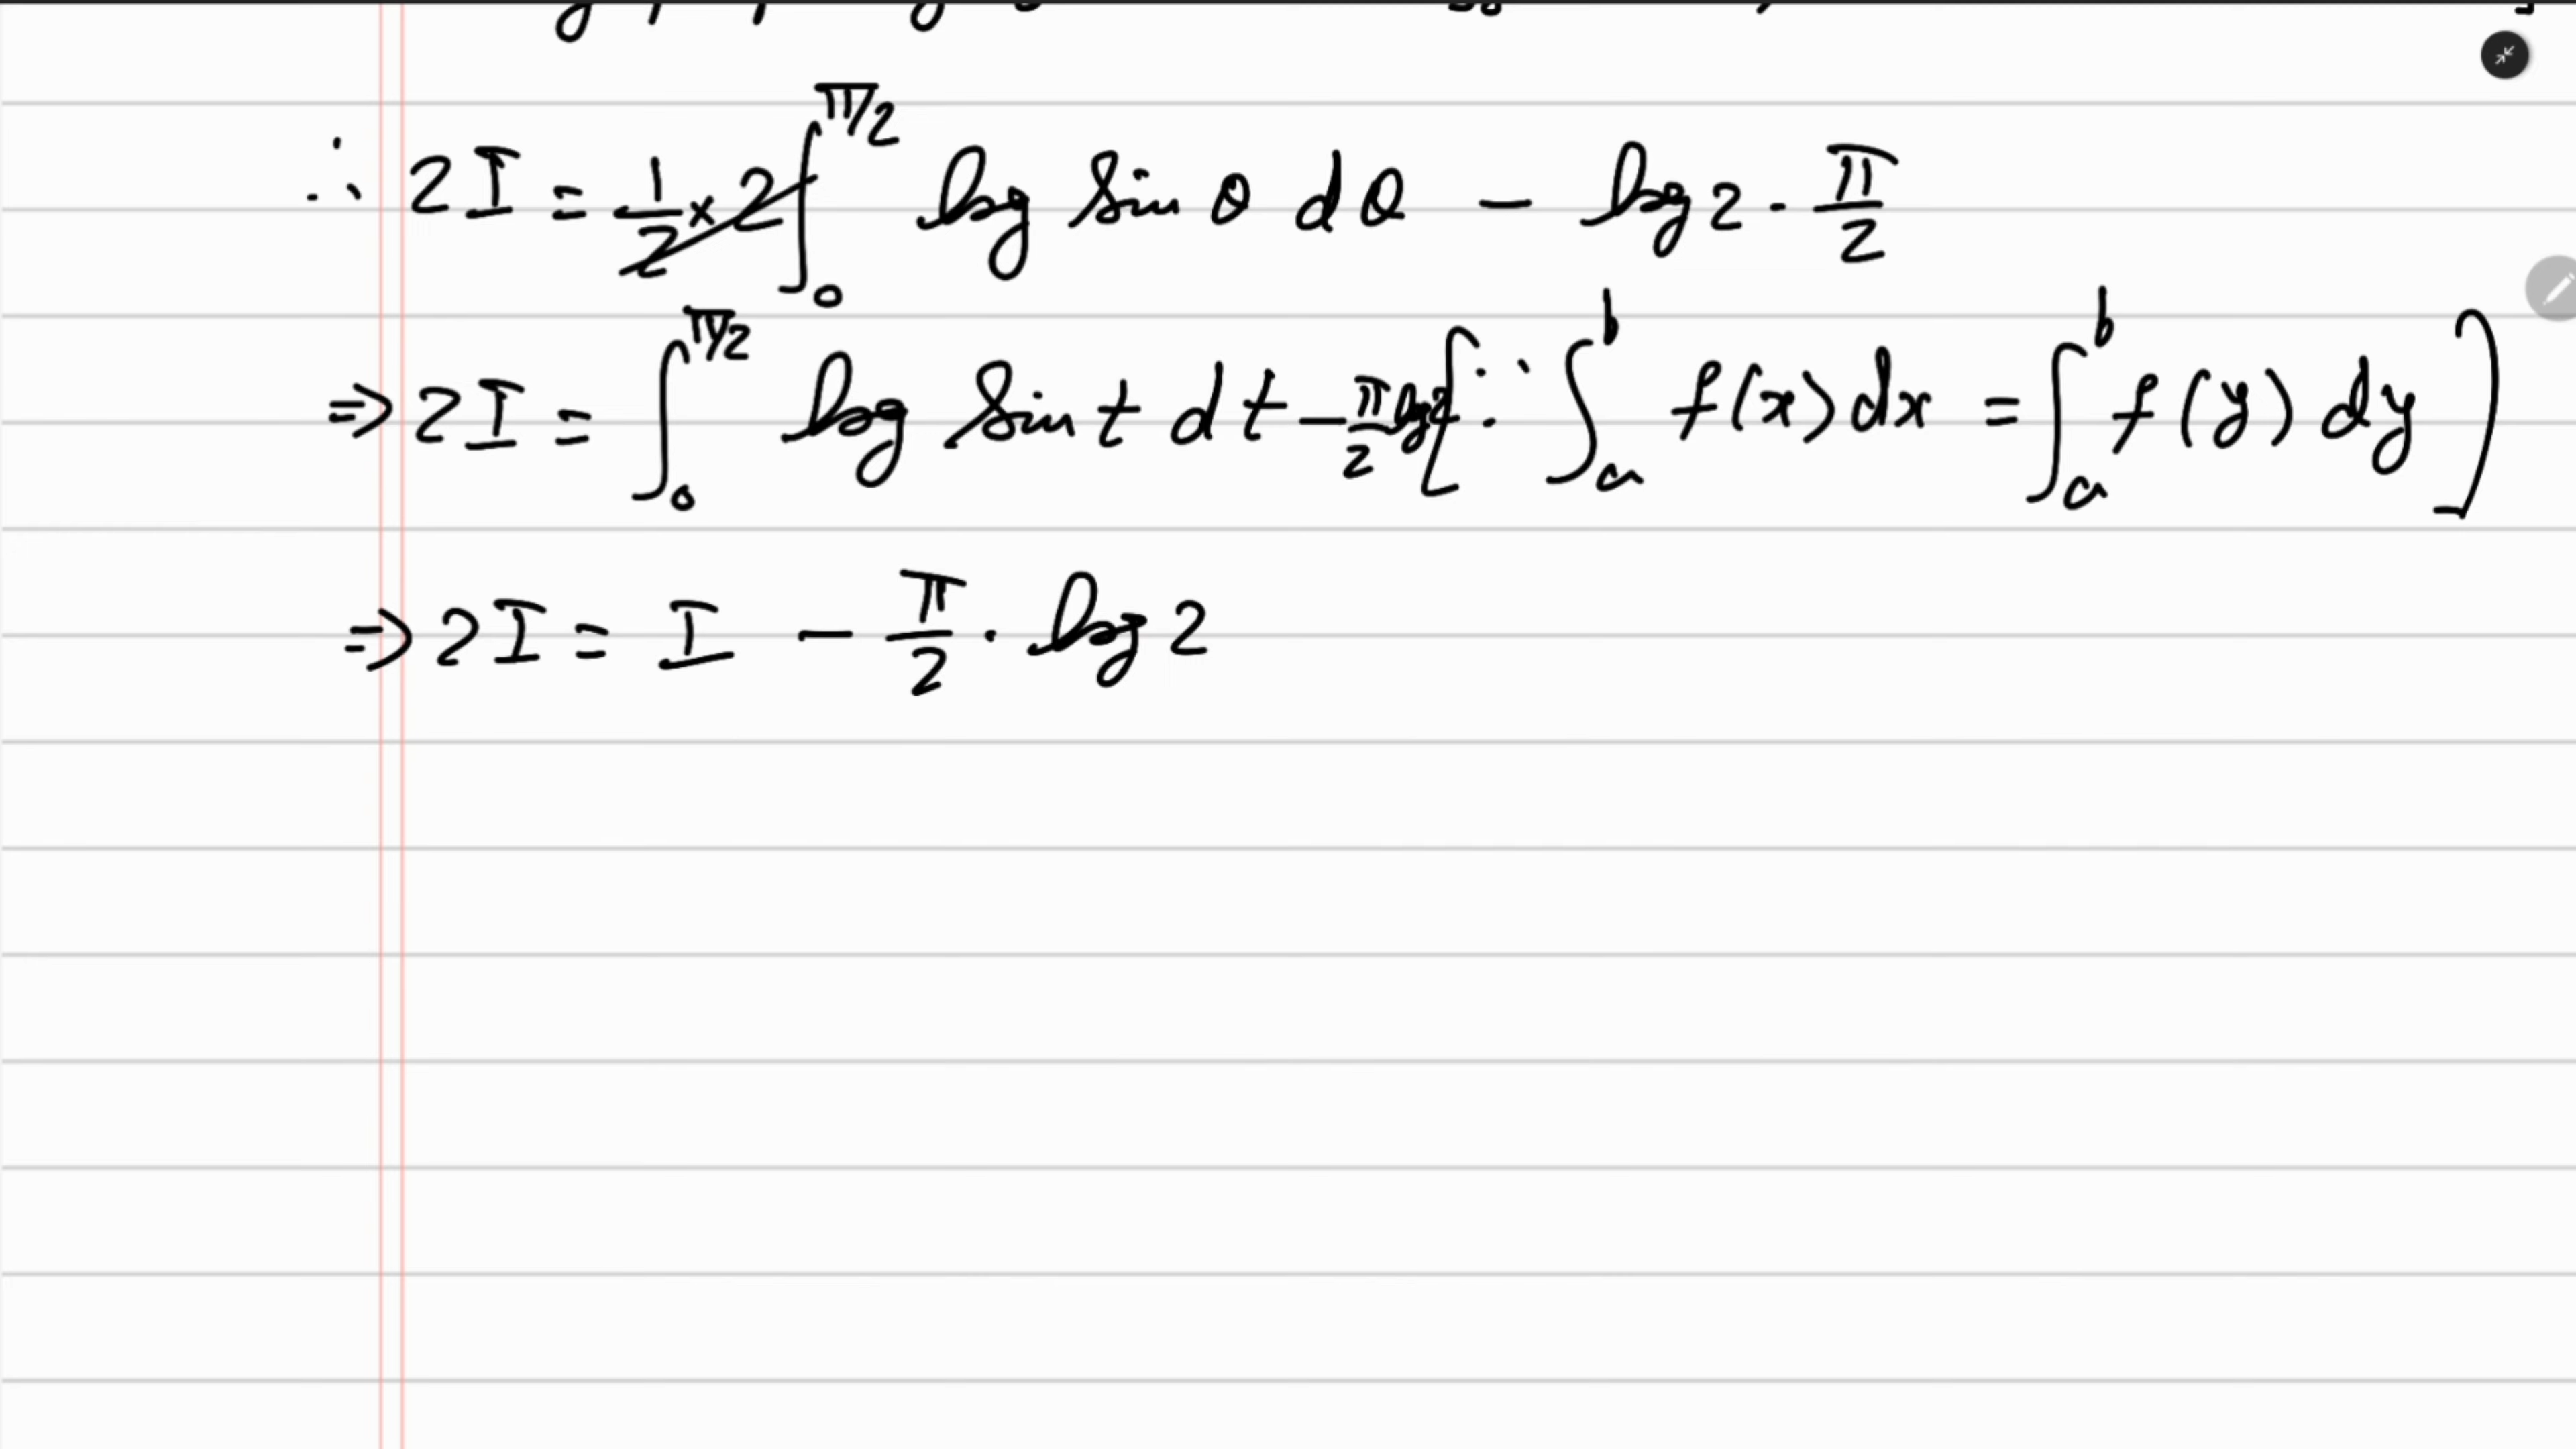 ∴ 2I = 1/2 × 2 ∫₀^(π/2) log sin θ dθ − log 2 · π/2
⇒ 2I = ∫₀^(π/2) log sin t dt − π/2 log 2 [∵ ∫ₐᵇ f(x) dx = ∫ₐᵇ f(y) dy]
⇒ 2I = I − π/2 · log 2